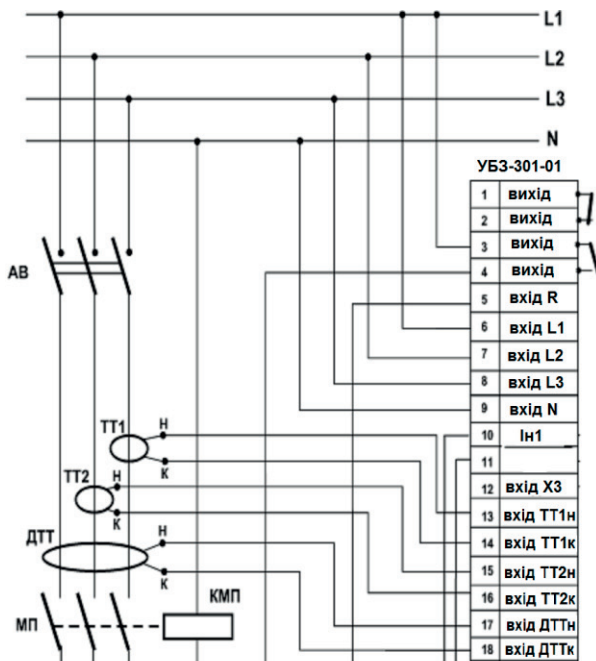 L1
L2
L3
N
УБЗ-301-01
1 вихід
2 вихід
3 вихід
4 вихід
5 вхід R
6 вхід L1
7 вхід L2
8 вхід L3
9 вхід N
10 Ін1
11
12 вхід X3
13 вхід ТТ1н
14 вхід ТТ1к
15 вхід ТТ2н
16 вхід ТТ2к
17 вхід ДТТн
18 вхід ДТТк
АВ
ТТ1
Н
К
ТТ2
Н
К
ДТТ
Н
К
КМП
МП